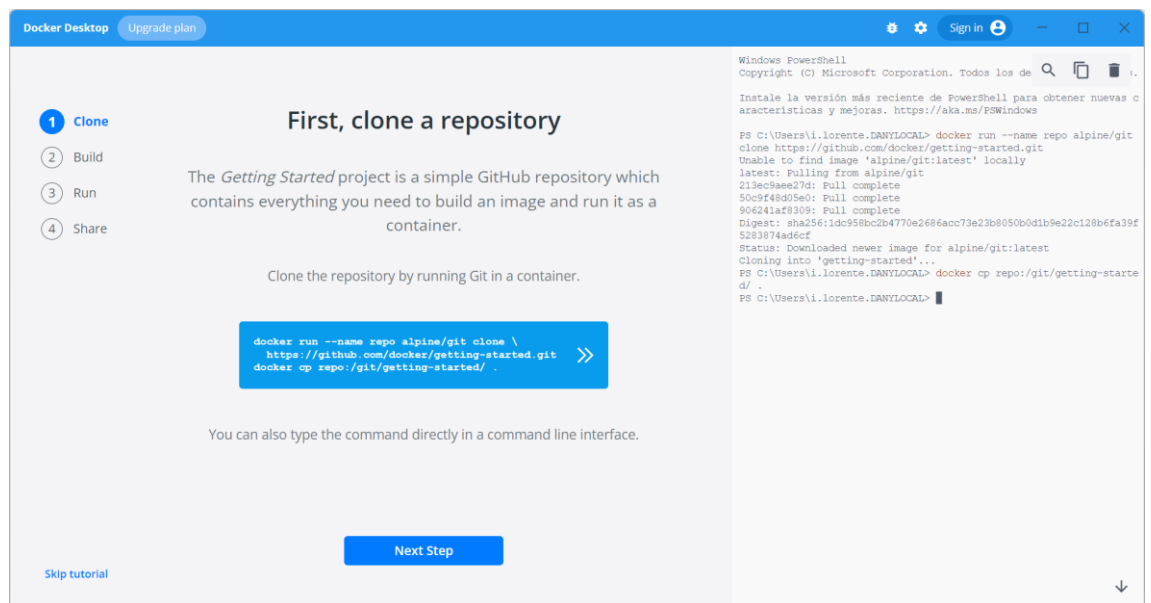 Docker Desktop Upgrade plan Sign in
1 Clone
2 Build
3 Run
4 Share
First, clone a repository
The Getting Started project is a simple GitHub repository which
contains everything you need to build an image and run it as a
container.
Clone the repository by running Git in a container.
docker run --name repo alpine/git clone \
https://github.com/docker/getting-started.git
docker cp repo:/git/getting-started/ .
You can also type the command directly in a command line interface.
Next Step
Skip tutorial
Windows PowerShell
Copyright (C) Microsoft Corporation. Todos los de
Instale la versión más reciente de PowerShell para obtener nuevas c
aracterísticas y mejoras. https://aka.ms/PSWindows
PS C:\Users\i.lorente.DANYLOCAL> docker run --name repo alpine/git
clone https://github.com/docker/getting-started.git
Unable to find image 'alpine/git:latest' locally
latest: Pulling from alpine/git
213ec9aee27d: Pull complete
50c9f48d05e0: Pull complete
906241af8309: Pull complete
Digest: sha256:1dc958bc2b4770e2686acc73e23b8050b0d1b9e22c128b6fa39f
5283874ad6cf
Status: Downloaded newer image for alpine/git:latest
Cloning into 'getting-started'...
PS C:\Users\i.lorente.DANYLOCAL> docker cp repo:/git/getting-starte
d/ .
PS C:\Users\i.lorente.DANYLOCAL>